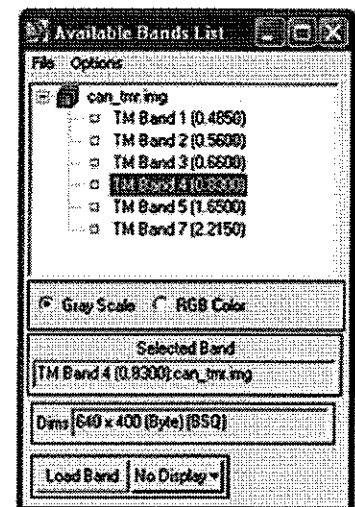 Available Bands List
File Options
can_tmr.img
TM Band 1 (0.4850)
TM Band 2 (0.5600)
TM Band 3 (0.6600)
TM Band 4 (0.8300)
TM Band 5 (1.6500)
TM Band 7 (2.2150)
Gray Scale RGB Color
Selected Band
TM Band 4 (0.8300):can_tmr.img
Dims 640 x 400 (Byte) [BSQ]
Load Band No Display